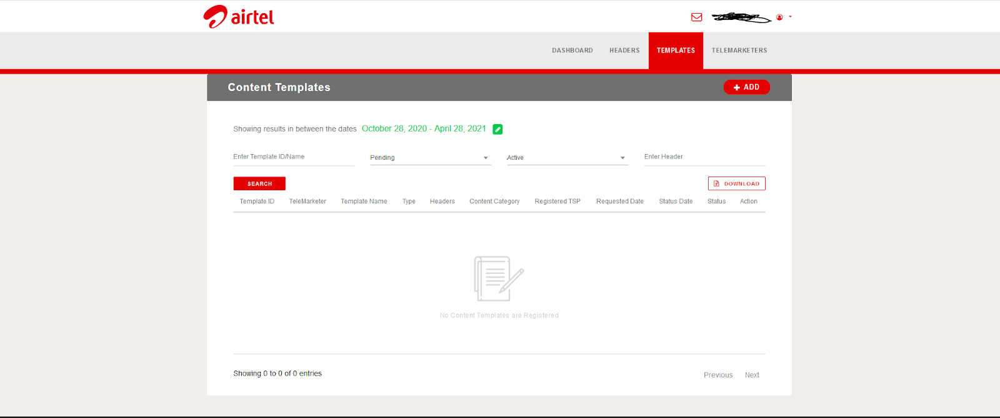 airtel
DASHBOARD HEADERS TEMPLATES TELEMARKETERS
Content Templates
ADD
Showing results in between the dates October 28, 2020 - April 28, 2021
Enter Template ID/Name Pending Active Enter Header
SEARCH DOWNLOAD
Template ID TeleMarketer Template Name Type Headers Content Category Registered TSP Requested Date Status Date Status Action
No Content Templates are Registered
Showing 0 to 0 of 0 entries Previous Next